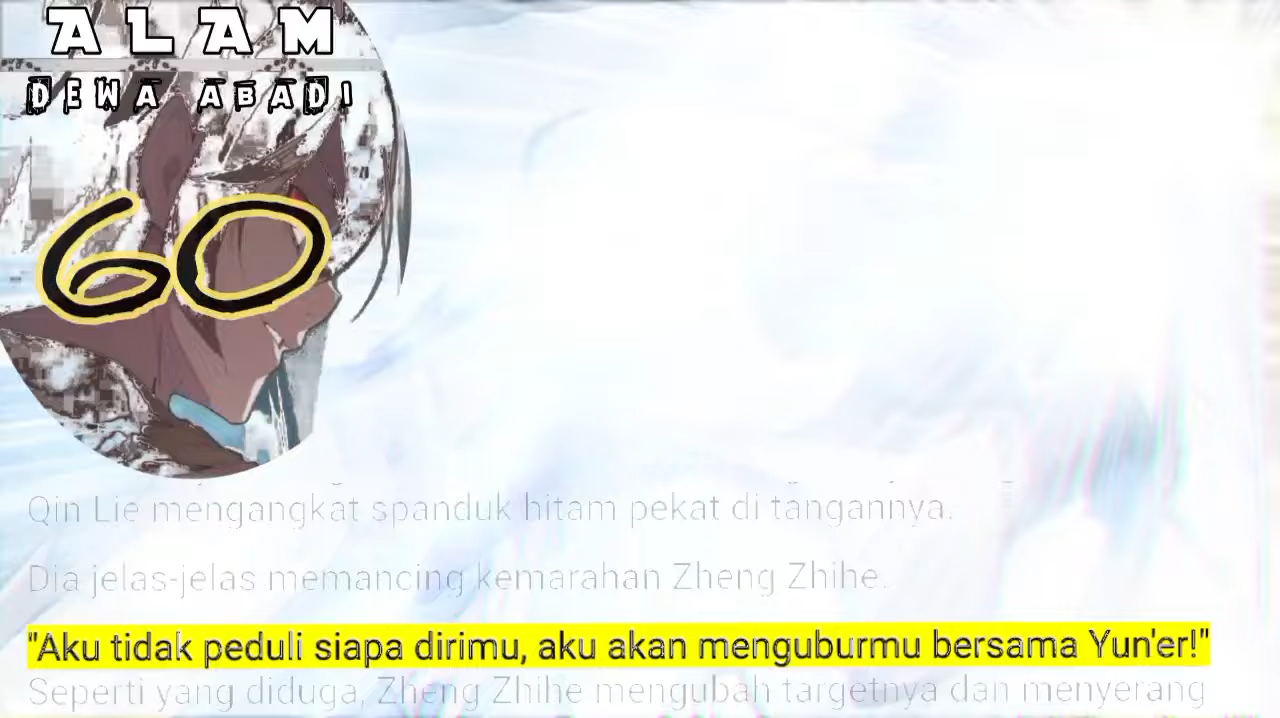 ALAM
DEWA ABADI
60
Qin Lie mengangkat spanduk hitam pekat di tangannya.
Dia jelas-jelas memancing kemarahan Zheng Zhihe.
"Aku tidak peduli siapa dirimu, aku akan menguburmu bersama Yun'er!"
Seperti yang diduga, Zheng Zhihe mengubah targetnya dan menyerang